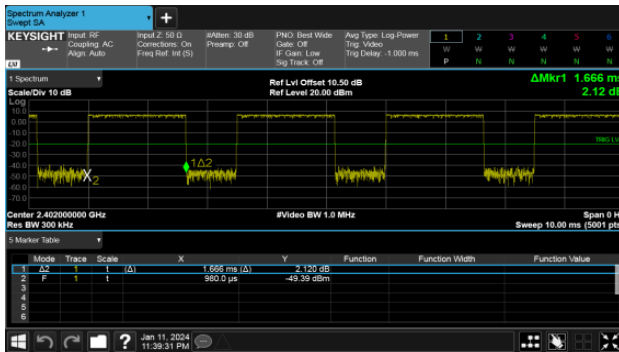 Spectrum Analyzer 1
Swept SA
KEYSIGHT Input: RF Input Z: 50 Ω #Atten: 30 dB PNO: Best Wide Avg Type: Log-Power 1 2 3 4 5 6
Coupling: AC Corrections: On Preamp: Off Gate: Off Trig: Video W W W W W W
Align: Auto Freq Ref: Int (S) IF Gain: Low Trig Delay: -1.000 ms P N N N N N
Sig Track: Off
LXI
1 Spectrum Ref Lvl Offset 10.50 dB ΔMkr1 1.666 ms
Scale/Div 10 dB Ref Level 20.00 dBm 2.12 dB
Log
10.0
0.00
-10.0
-20.0 TRIG LV
-30.0
-40.0 1Δ2
-50.0 X2
-60.0
-70.0
Center 2.402000000 GHz #Video BW 1.0 MHz Span 0 H
Res BW 300 kHz Sweep 10.00 ms (5001 pts
5 Marker Table
Mode Trace Scale X Y Function Function Width Function Value
1 Δ2 1 t (Δ) 1.666 ms (Δ) 2.120 dB
2 F 1 t 980.0 µs -49.39 dBm
3
4
5
6
? Jan 11, 2024
11:39:31 PM